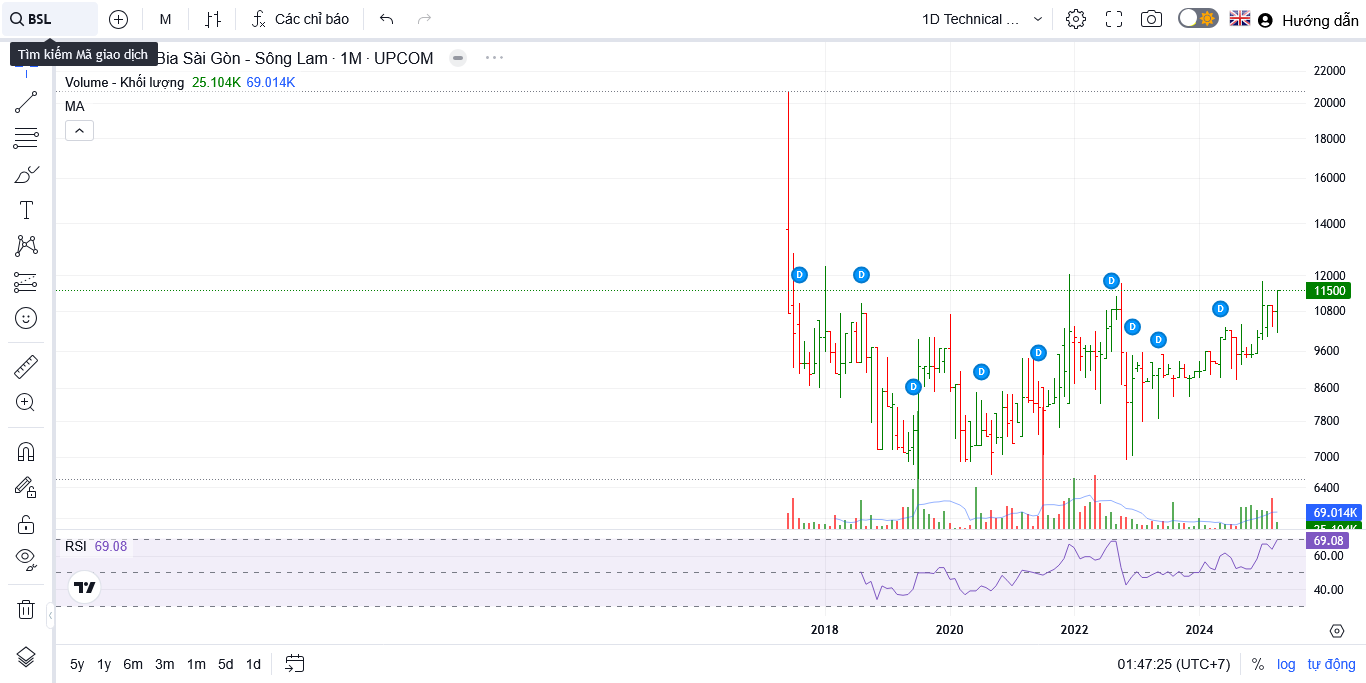 BSL
M
Các chỉ báo
1D Technical ...
Hướng dẫn
Tìm kiếm Mã giao dịch
Bia Sài Gòn - Sông Lam · 1M · UPCOM
Volume - Khối lượng 25.104K 69.014K
MA
22000
20000
18000
16000
14000
12000
11500
10800
9600
8600
7800
7000
6400
69.014K
25.104K
D
D
D
D
D
D
D
D
D
RSI 69.08
69.08
60.00
40.00
2018
2020
2022
2024
5y 1y 6m 3m 1m 5d 1d
01:47:25 (UTC+7)
% log tự động